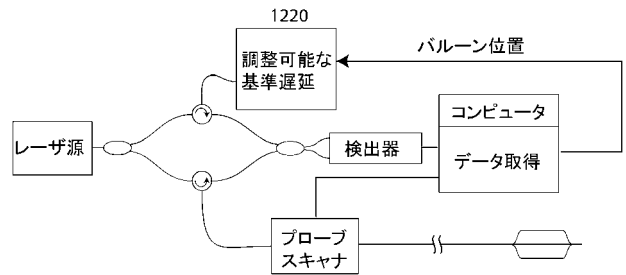 1220
調整可能な
基準遅延
バルーン位置
コンピュータ
レーザ源
検出器
データ取得
プローブ
スキャナ